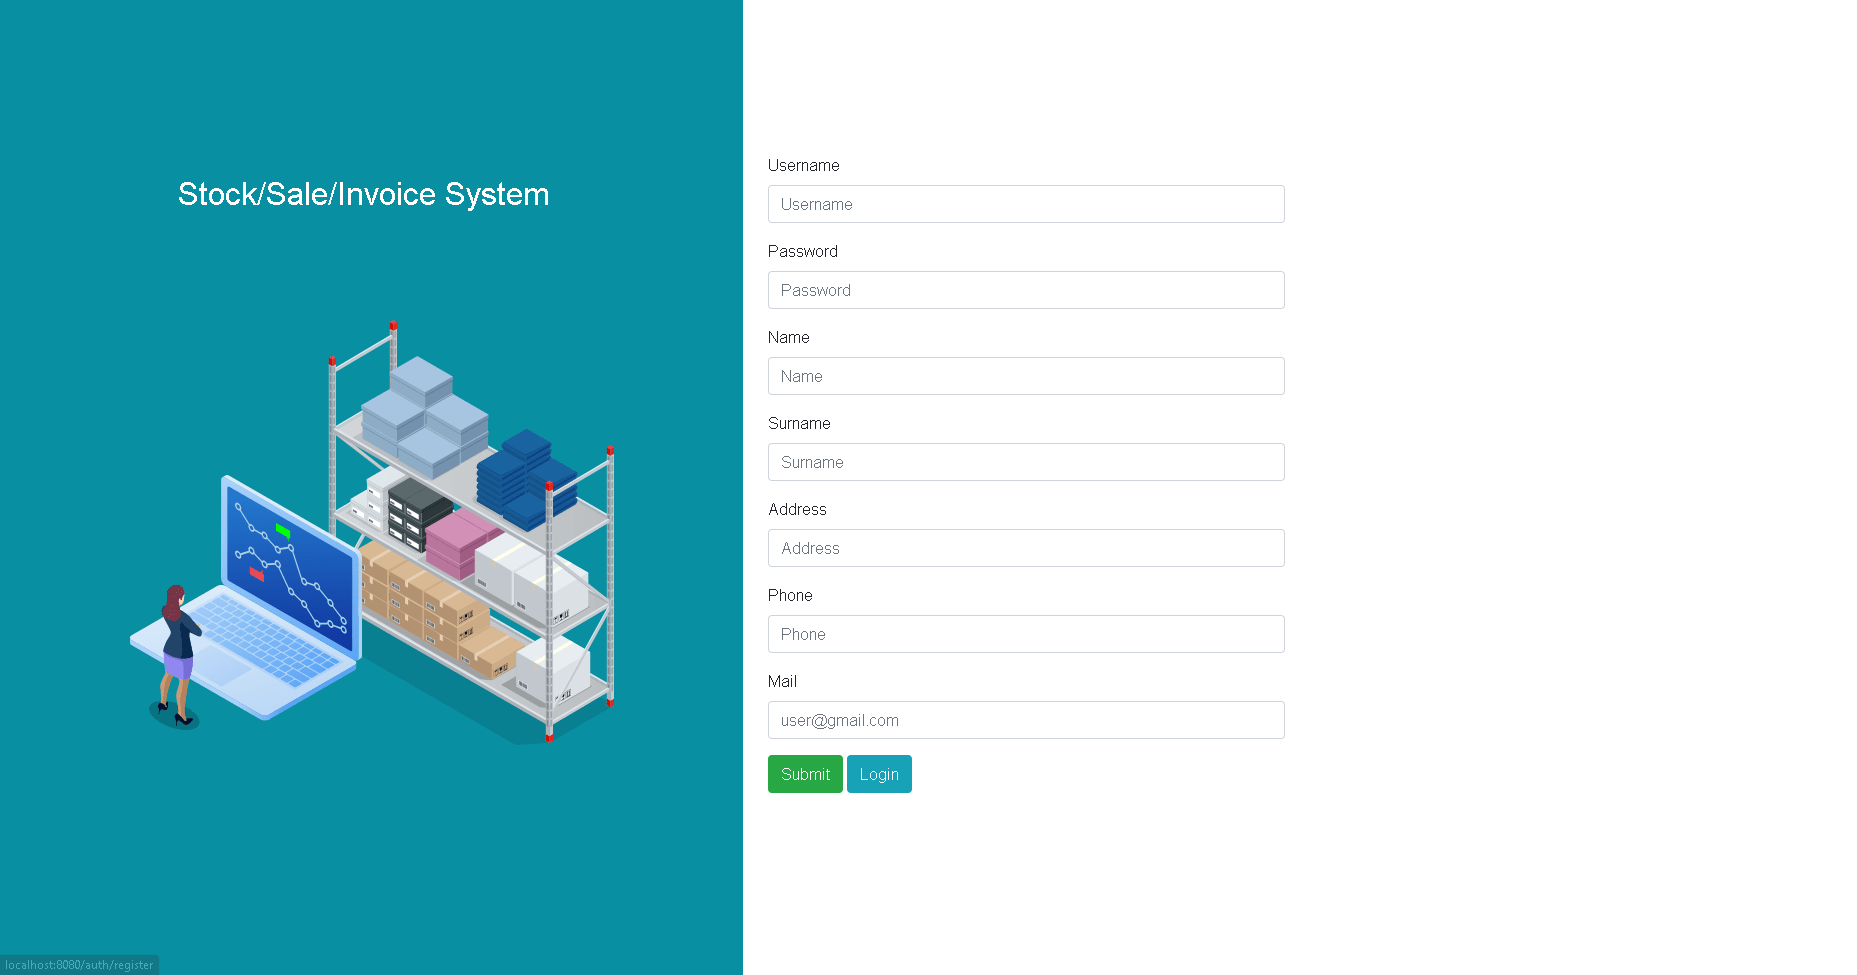 Stock/Sale/Invoice System
Username
Username
Password
Password
Name
Name
Surname
Surname
Address
Address
Phone
Phone
Mail
user@gmail.com
Submit Login
localhost:8080/auth/register